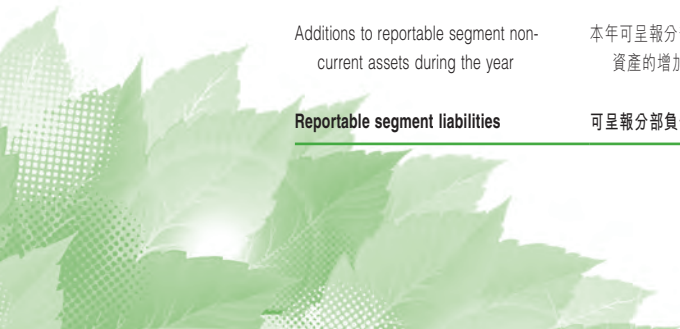 Additions to reportable segment non-
current assets during the year
本年可呈報分
資產的增加
Reportable segment liabilities
可呈報分部負